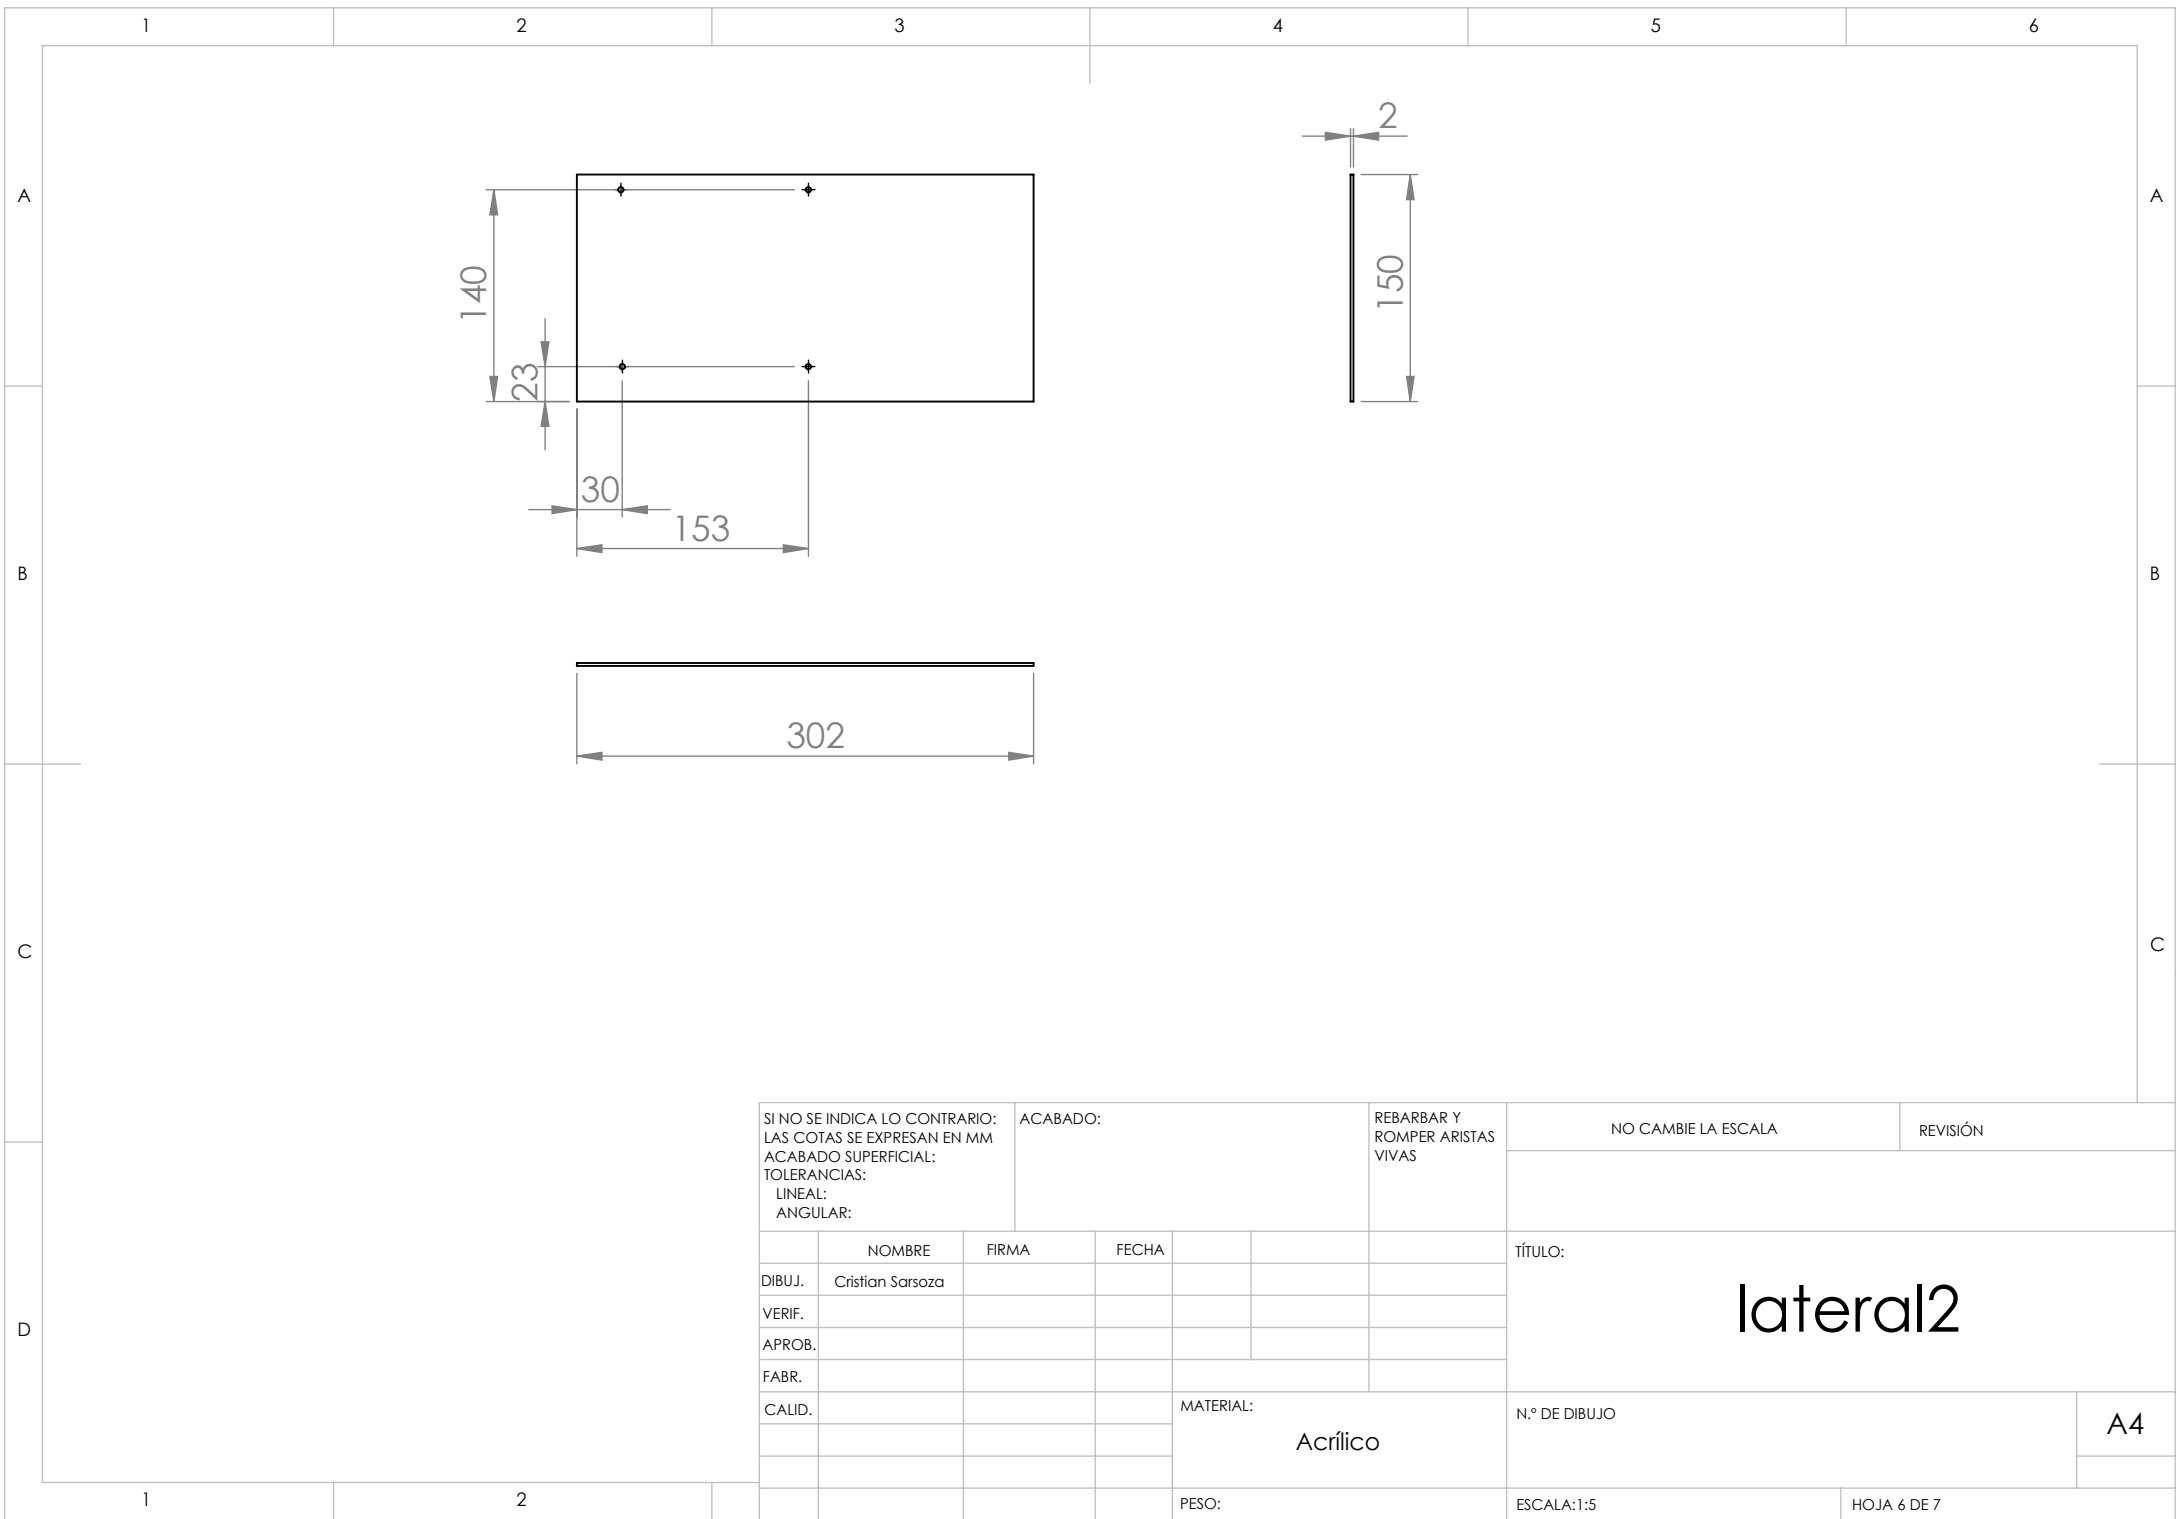 1 2 3 4 5 6
A A
2
150
140
23
30
153
B B
302
C C
SI NO SE INDICA LO CONTRARIO:
LAS COTAS SE EXPRESAN EN MM
ACABADO SUPERFICIAL:
TOLERANCIAS:
LINEAL:
ANGULAR:
ACABADO:
REBARBAR Y
ROMPER ARISTAS
VIVAS
NO CAMBIE LA ESCALA
REVISIÓN
NOMBRE FIRMA FECHA
DIBUJ. Cristian Sarsoza
VERIF.
APROB.
FABR.
CALID.
TÍTULO:
lateral2
D
MATERIAL:
Acrílico
N.º DE DIBUJO
A4
PESO:
ESCALA:1:5
HOJA 6 DE 7
1 2